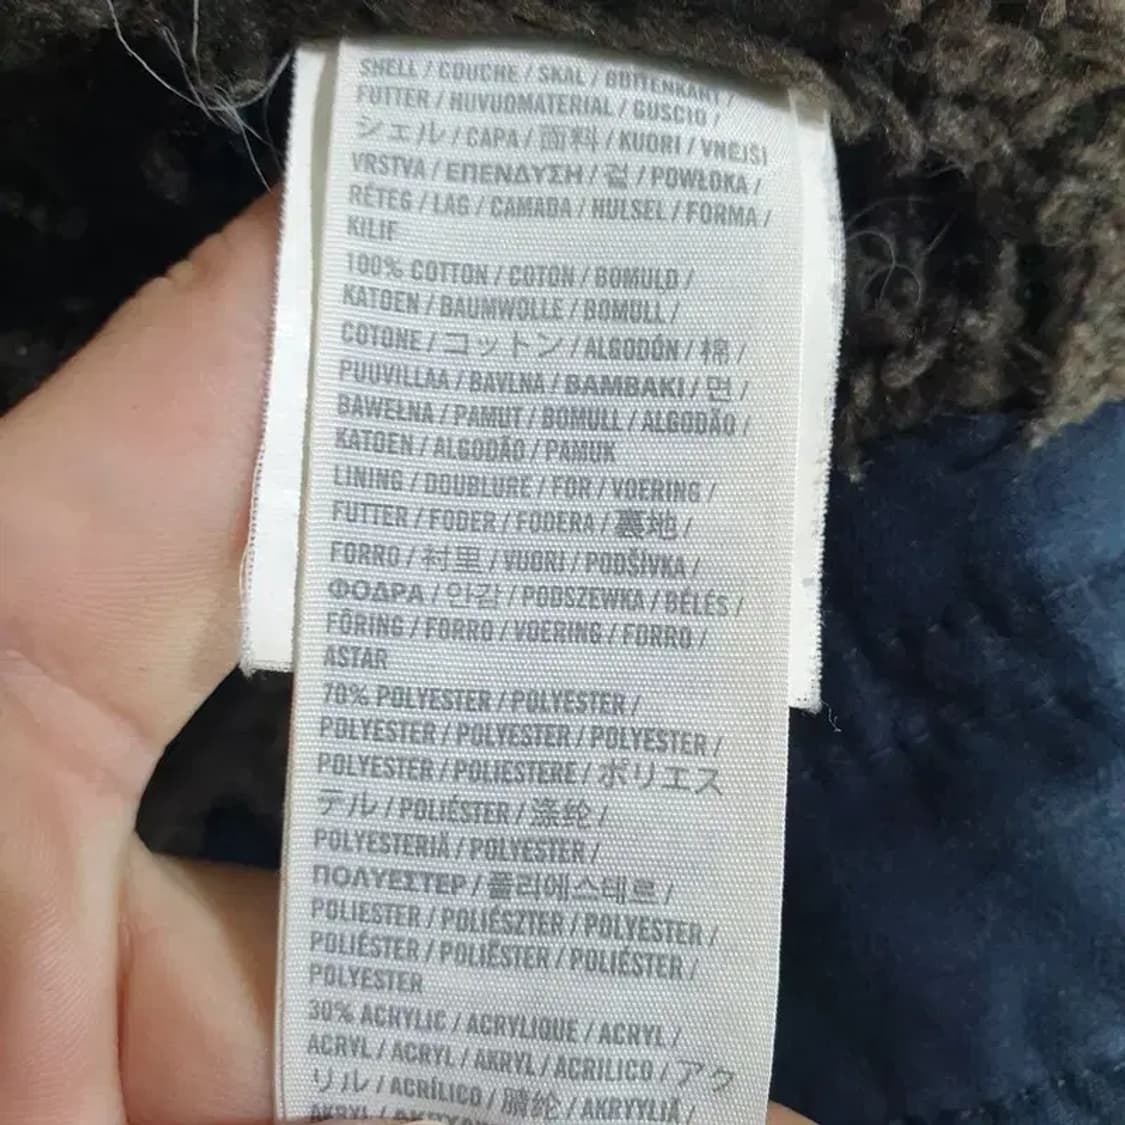 SHELL / COUCHE / SKAL / BUITENKANT /
FUTTER / HUVUDMATERIAL / GUSCIO /
シェル / CAPA / 面料 / KUORI / VNĚJŠÍ
VRSTVA / ΕΠΕΝΔΥΣΗ / 겉 / POWŁOKA /
RÉTEG / LAG / CAMADA / HULSEL / FORMA /
KILIF
100% COTTON / COTON / BOMULD /
KATOEN / BAUMWOLLE / BOMULL /
COTONE / コットン / ALGODÓN / 棉 /
PUUVILLAA / BAVLNA / ΒΑΜΒΑΚΙ / 면 /
BAWEŁNA / PAMUT / BOMULL / ALGODÃO /
KATOEN / ALGODÃO / PAMUK
LINING / DOUBLURE / FOR / VOERING /
FUTTER / FODER / FODERA / 裏地 /
FORRO / 衬里 / VUORI / PODŠÍVKA /
ΦΟΔΡΑ / 안감 / PODSZEWKA / BÉLÉS /
FÔRING / FORRO / VOERING / FORRO /
ASTAR
70% POLYESTER / POLYESTER /
POLYESTER / POLYESTER / POLYESTER /
POLYESTER / POLIESTERE / ポリエス
テル / POLIÉSTER / 涤纶 /
POLYESTERIÄ / POLYESTER /
ΠΟΛΥΕΣΤΕΡ / 폴리에스테르 /
POLIESTER / POLIÉSZTER / POLYESTER /
POLIÉSTER / POLIËSTER / POLIÉSTER /
POLYESTER
30% ACRYLIC / ACRYLIQUE / ACRYL /
ACRYL / ACRYL / AKRYL / ACRILICO / アク
リル / ACRÍLICO / 腈纶 / AKRYYLIÄ /
AKRYL /